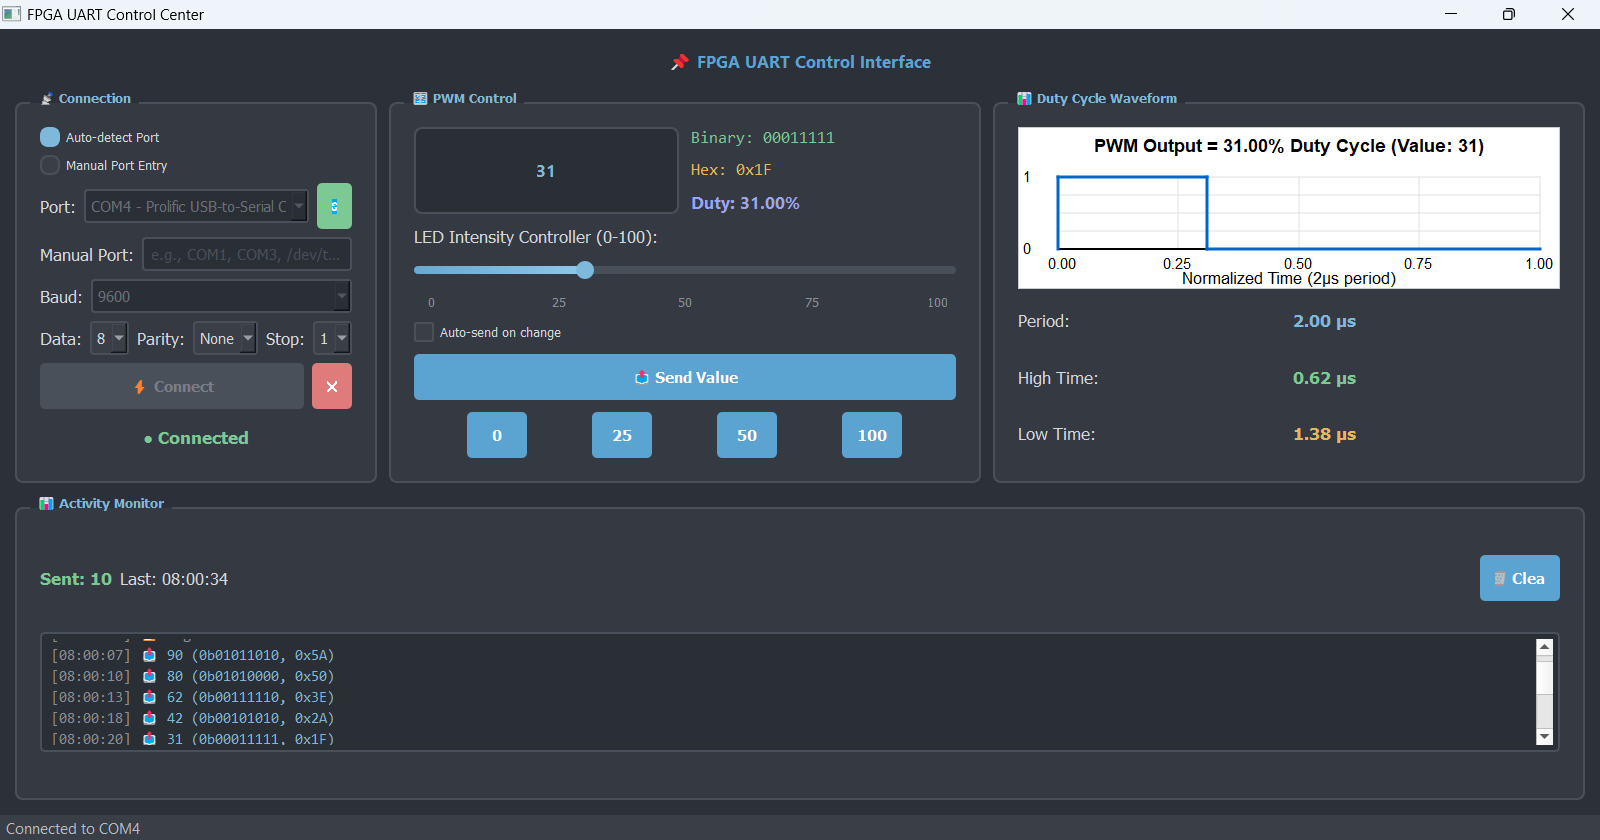 FPGA UART Control Center
FPGA UART Control Interface
Connection
Auto-detect Port
Manual Port Entry
Port: COM4 - Prolific USB-to-Serial C
Manual Port: e.g., COM1, COM3, /dev/t...
Baud: 9600
Data: 8 Parity: None Stop: 1
Connect
● Connected
PWM Control
31
Binary: 00011111
Hex: 0x1F
Duty: 31.00%
LED Intensity Controller (0-100):
0 25 50 75 100
Auto-send on change
Send Value
0 25 50 100
Duty Cycle Waveform
PWM Output = 31.00% Duty Cycle (Value: 31)
1
0
0.00 0.25 0.50 0.75 1.00
Normalized Time (2µs period)
Period: 2.00 µs
High Time: 0.62 µs
Low Time: 1.38 µs
Activity Monitor
Sent: 10 Last: 08:00:34
Clea
[08:00:07] 90 (0b01011010, 0x5A)
[08:00:10] 80 (0b01010000, 0x50)
[08:00:13] 62 (0b00111110, 0x3E)
[08:00:18] 42 (0b00101010, 0x2A)
[08:00:20] 31 (0b00011111, 0x1F)
Connected to COM4